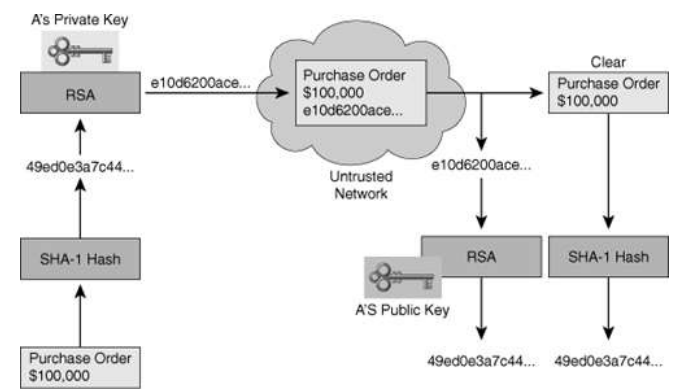 A's Private Key
RSA
e10d6200ace...
49ed0e3a7c44...
SHA-1 Hash
Purchase Order
$100,000
Purchase Order
$100,000
e10d6200ace...
Untrusted
Network
Clear
Purchase Order
$100,000
e10d6200ace...
RSA
SHA-1 Hash
A'S Public Key
49ed0e3a7c44...
49ed0e3a7c44...